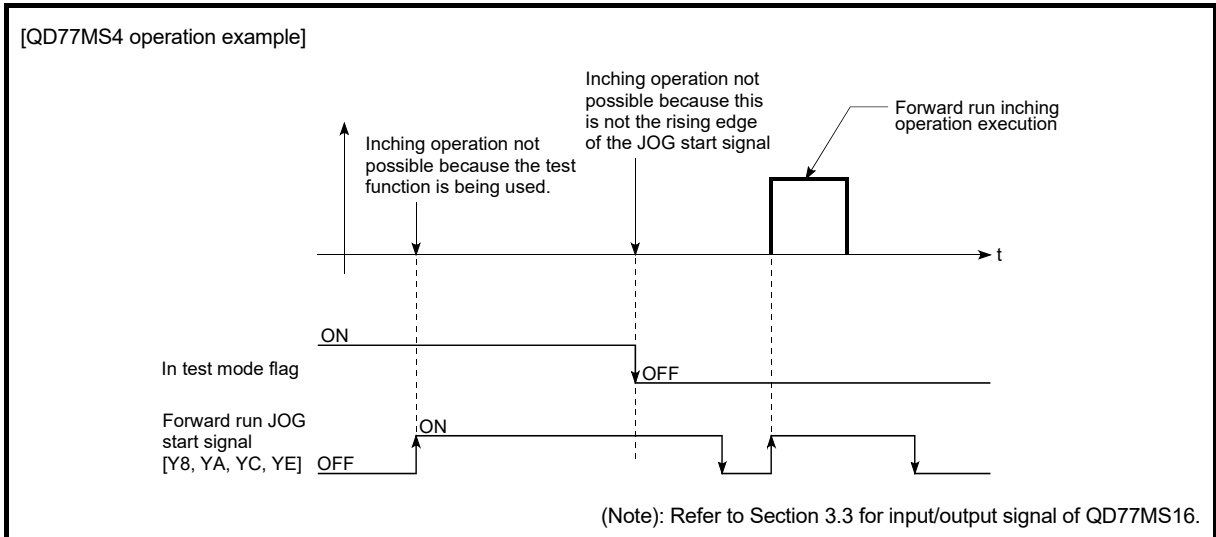 [QD77MS4 operation example]
Inching operation not
possible because the test
function is being used.
Inching operation not
possible because this
is not the rising edge
of the JOG start signal
Forward run inching
operation execution
t
ON
In test mode flag
OFF
Forward run JOG
start signal
[Y8, YA, YC, YE]
ON
OFF
(Note): Refer to Section 3.3 for input/output signal of QD77MS16.